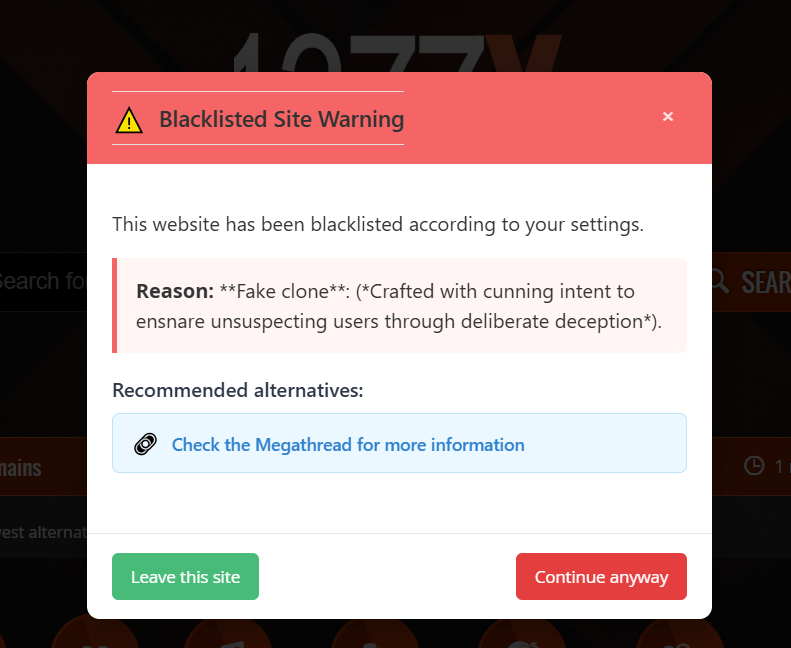 Blacklisted Site Warning
×
This website has been blacklisted according to your settings.
Reason: **Fake clone**: (*Crafted with cunning intent to
ensnare unsuspecting users through deliberate deception*).
Recommended alternatives:
Check the Megathread for more information
Leave this site
Continue anyway
Search for